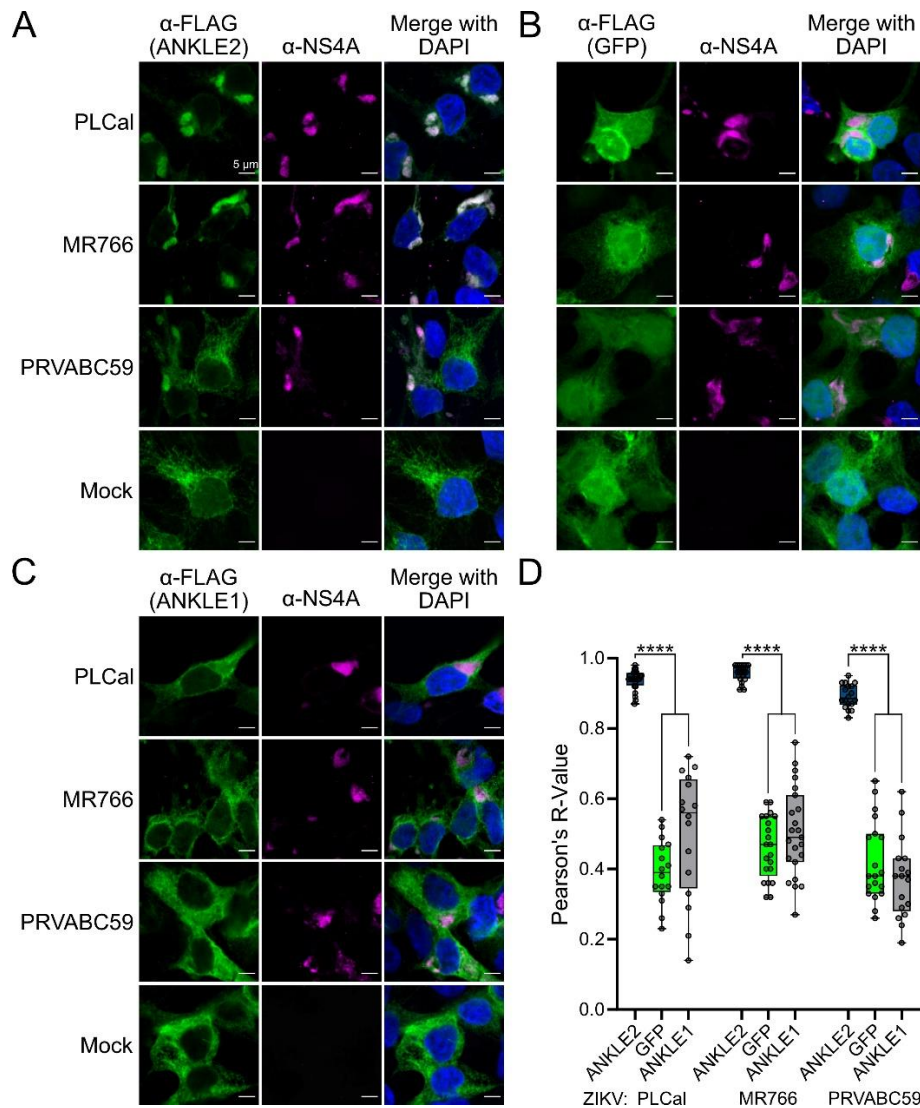 A
α-FLAG
(ANKLE2)
α-NS4A
Merge with
DAPI
PLCal
5 µm
MR766
PRVABC59
Mock
B
α-FLAG
(GFP)
α-NS4A
Merge with
DAPI
C
α-FLAG
(ANKLE1)
α-NS4A
Merge with
DAPI
PLCal
MR766
PRVABC59
Mock
D
Pearson's R-Value
1.0
0.8
0.6
0.4
0.2
0.0
**** **** ****
ANKLE2 GFP ANKLE1 ANKLE2 GFP ANKLE1 ANKLE2 GFP ANKLE1
ZIKV: PLCal MR766 PRVABC59